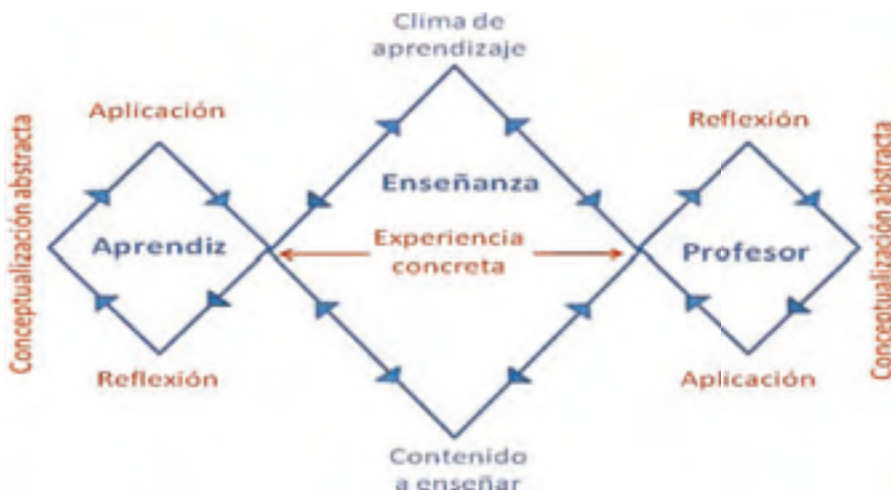 Clima de
aprendizaje
Aplicación
Reflexión
Conceptualización abstracta
Enseñanza
Aprendiz
Experiencia
concreta
Profesor
Conceptualización abstracta
Reflexión
Aplicación
Contenido
a enseñar